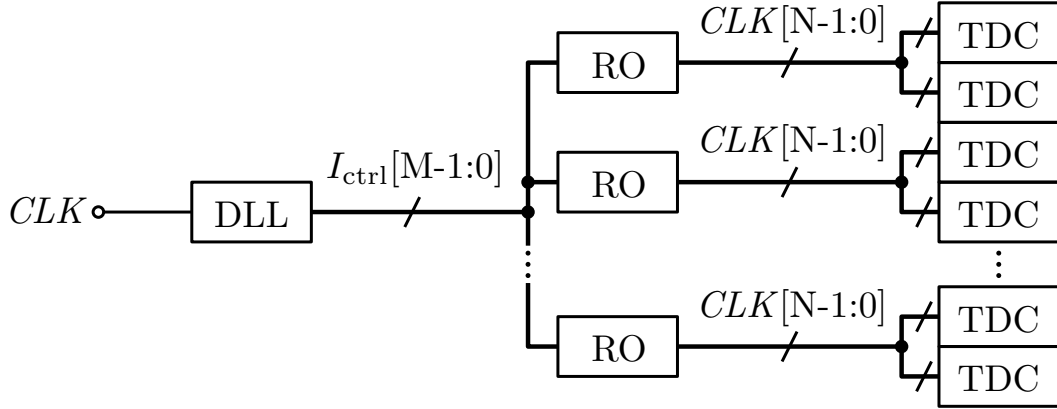 CLK
DLL
I_ctrl[M-1:0]
RO
CLK[N-1:0]
TDC
TDC
RO
CLK[N-1:0]
TDC
TDC
RO
CLK[N-1:0]
TDC
TDC